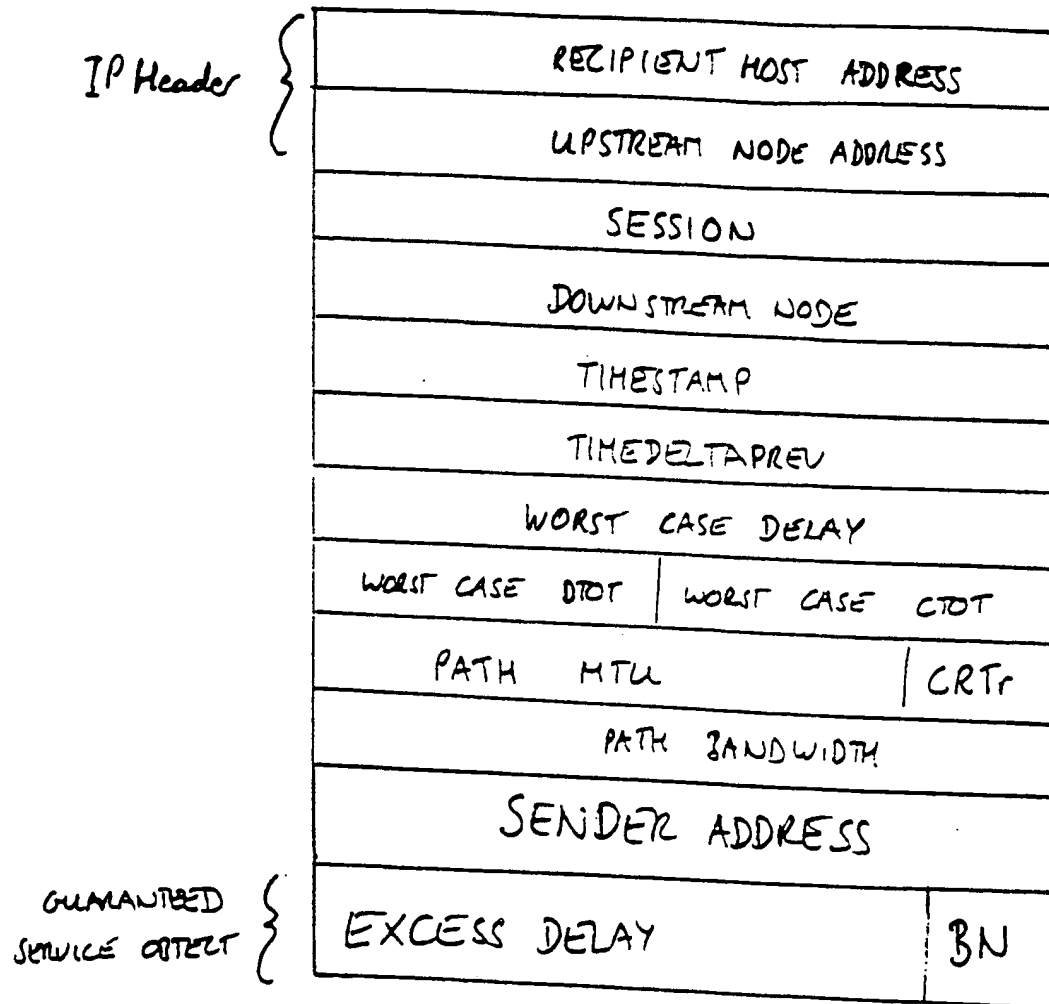 IP Header
RECIPIENT HOST ADDRESS
UPSTREAM NODE ADDRESS
SESSION
DOWNSTREAM NODE
TIMESTAMP
TIMEDELTAPREV
WORST CASE DELAY
WORST CASE DTOT WORST CASE CTOT
PATH MTU CRTr
PATH BANDWIDTH
SENDER ADDRESS
GUARANTEED
SERVICE OBJECT
EXCESS DELAY BN